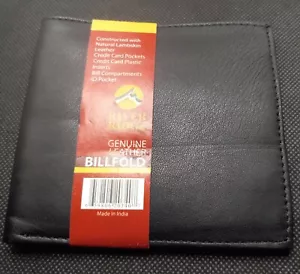 Constructed with
Natural Lambskin
Leather
Credit Card Pockets
Credit Card Plastic
Inserts
Bill Compartments
ID Pocket
GENUINE
LEATHER
BILLFOLD
Made in India